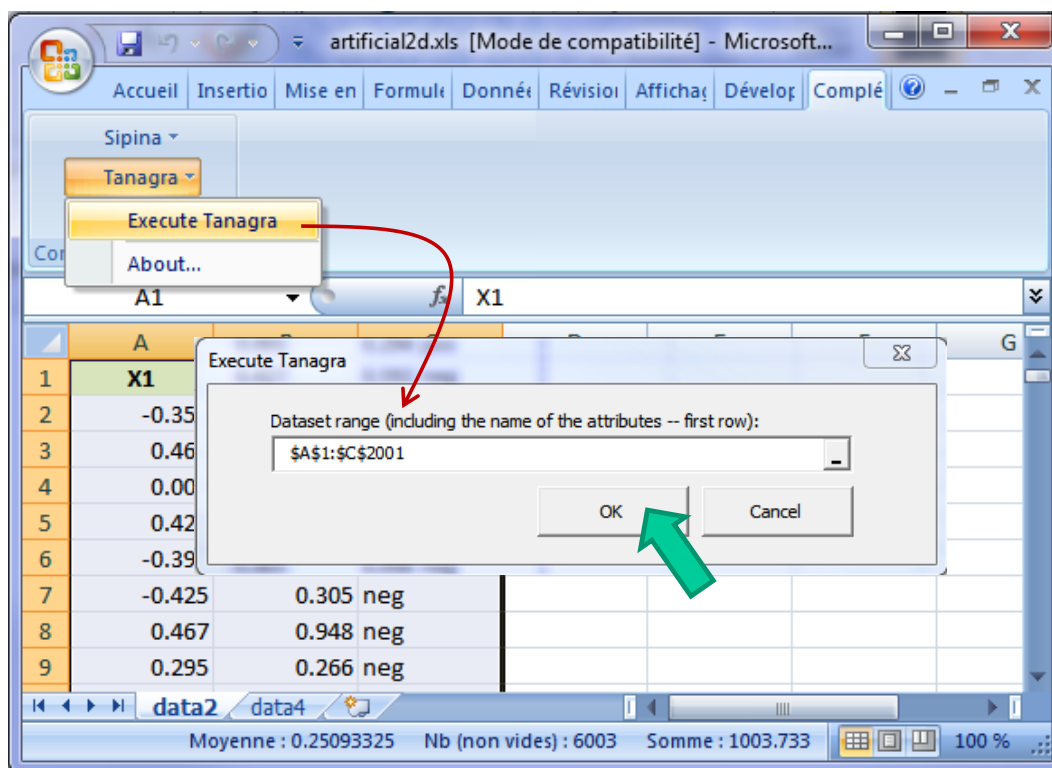 artificial2d.xls [Mode de compatibilité] - Microsoft...
Accueil Insertio Mise en Formule Donnée Révision Affichag Dévelop Complé
Sipina
Tanagra
Execute Tanagra
About...
Cor
A1 fx X1
A G
1 X1
2 -0.35
3 0.46
4 0.00
5 0.42
6 -0.39
7 -0.425 0.305 neg
8 0.467 0.948 neg
9 0.295 0.266 neg
Execute Tanagra
Dataset range (including the name of the attributes -- first row):
$A$1:$C$2001
OK Cancel
data2 data4
Moyenne : 0.25093325 Nb (non vides) : 6003 Somme : 1003.733 100 %